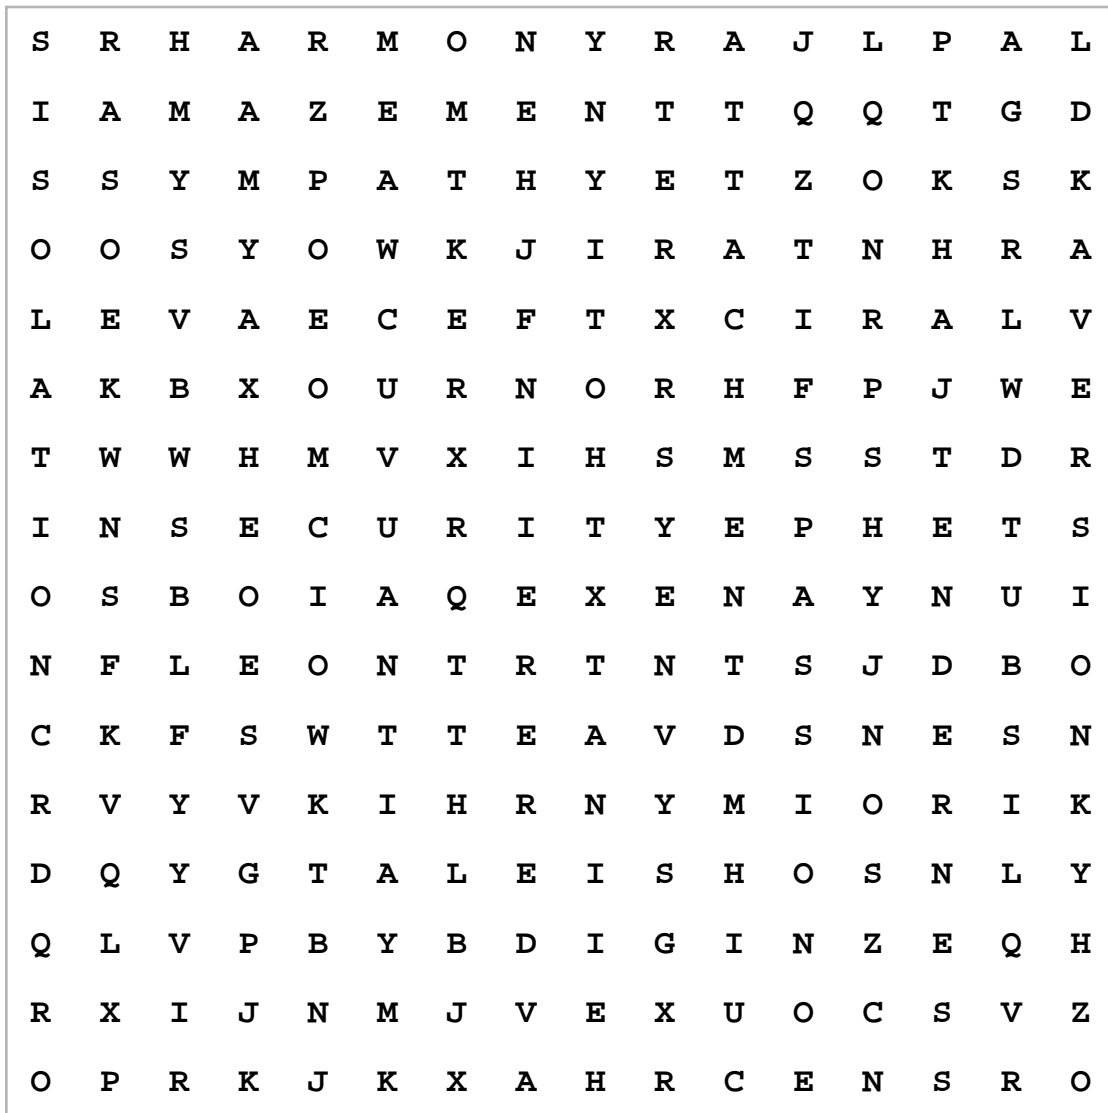 S R H A R M O N Y R A J L P A L
I A M A Z E M E N T T Q Q T G D
S S Y M P A T H Y E T Z O K S K
O O S Y O W K J I R A T N H R A
L E V A E C E F T X C I R A L V
A K B X O U R N O R H F P J W E
T W W H M V X I H S M S S T D R
I N S E C U R I T Y E P H E T S
O S B O I A Q E X E N A Y N U I
N F L E O N T R T N T S J D B O
C K F S W T T E A V D S N E S N
R V Y V K I H R N Y M I O R I K
D Q Y G T A L E I S H O S N L Y
Q L V P B Y B D I G I N Z E Q H
R X I J N M J V E X U O C S V Z
O P R K J K X A H R C E N S R O